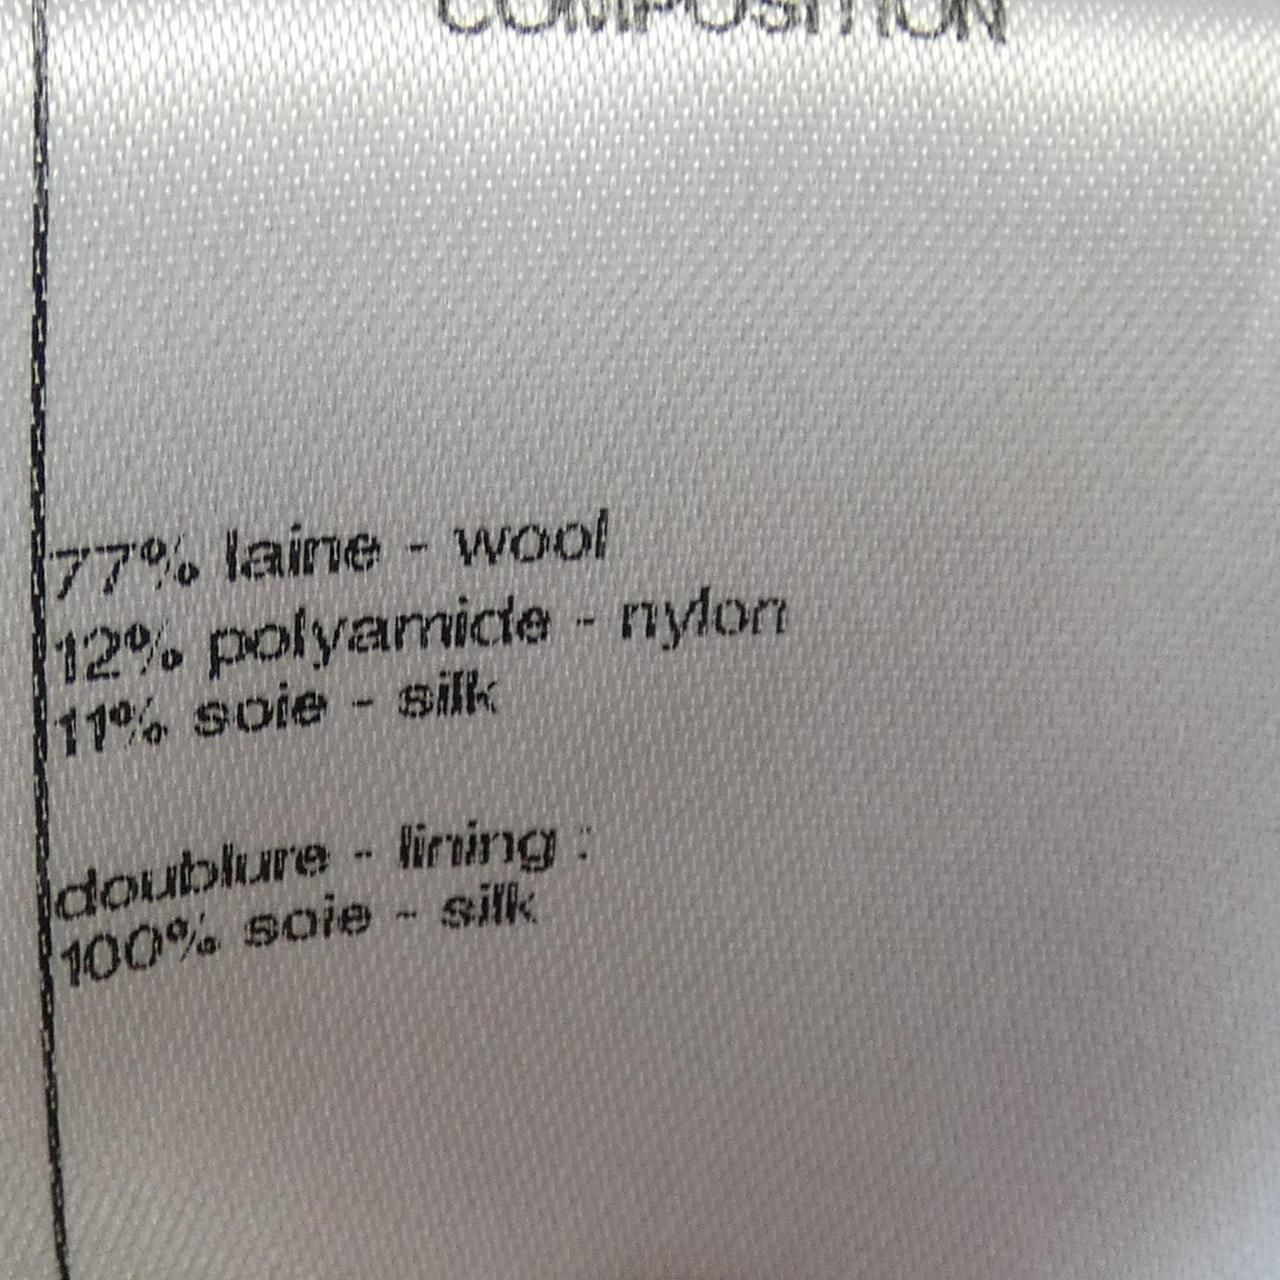 COMPOSITION
77% laine - wool
12% polyamide - nylon
11% soie - silk
doublure - lining :
100% soie - silk